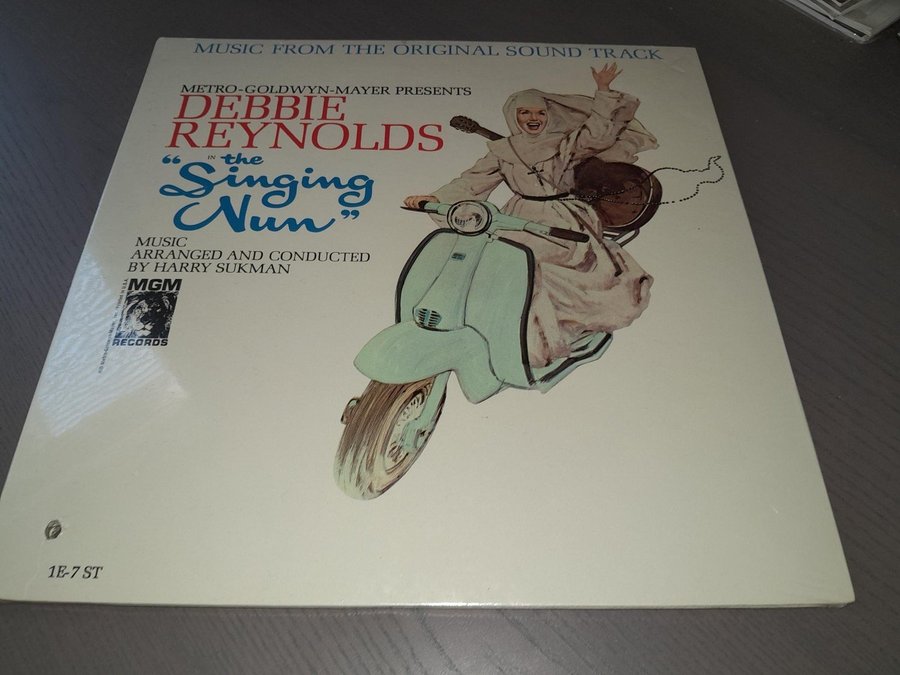 MUSIC FROM THE ORIGINAL SOUND TRACK
METRO-GOLDWYN-MAYER PRESENTS
DEBBIE
REYNOLDS
IN the
"Singing
Nun"
MUSIC
ARRANGED AND CONDUCTED
BY HARRY SUKMAN
MGM
RECORDS
1E-7 ST